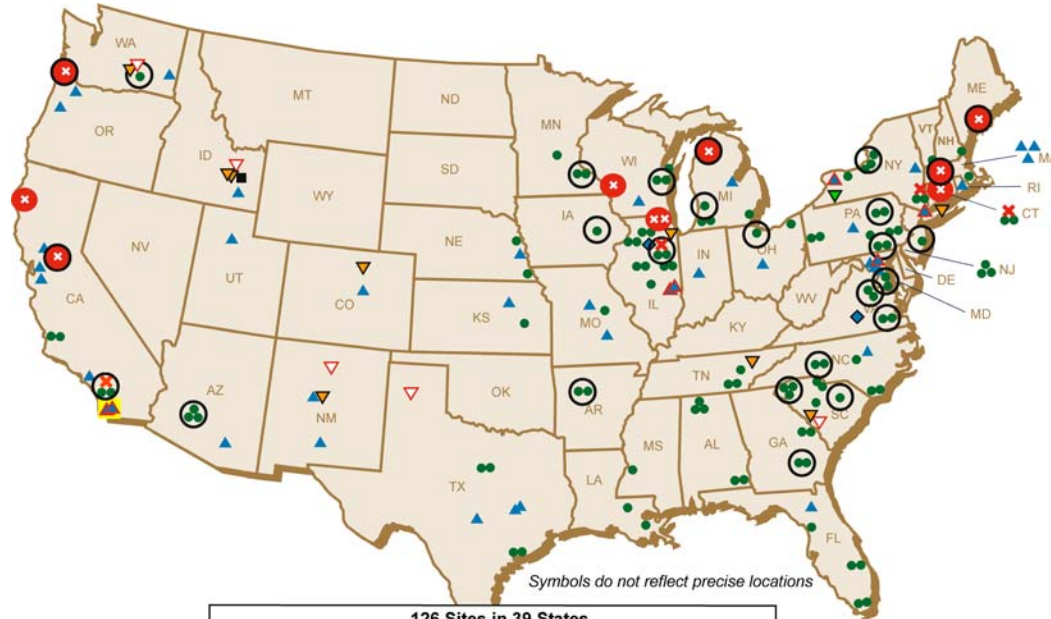 WA
MT
ND
MN
ME
VT
NH
OR
ID
SD
WI
MI
NY
MA
RI
CT
WY
IA
PA
NJ
NE
NV
UT
CO
IL
IN
OH
DE
CA
KS
MO
WV
VA
MD
KY
AZ
NM
OK
AR
TN
NC
SC
TX
LA
MS
AL
GA
FL
Symbols do not reflect precise locations
126 Sites in 39 States